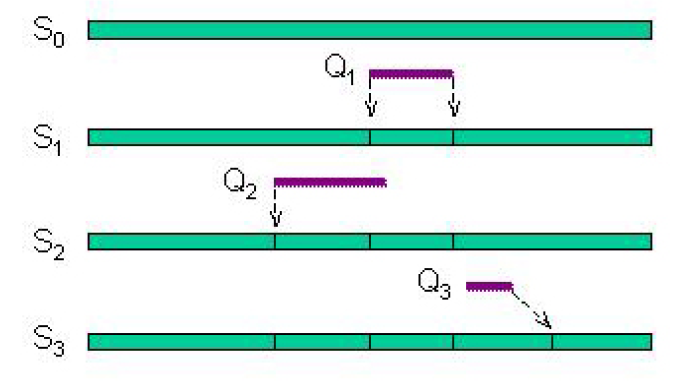 S₀
Q₁
S₁
Q₂
S₂
Q₃
S₃